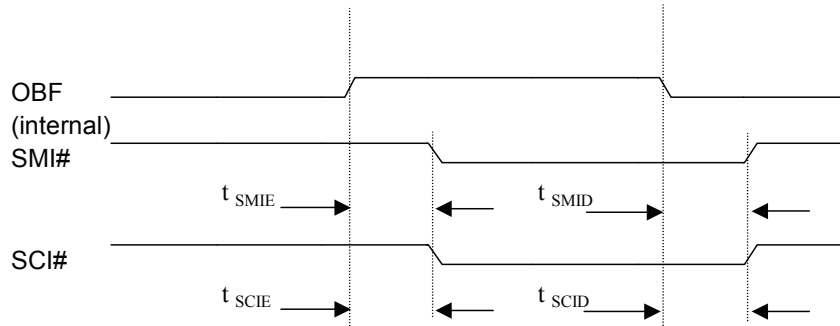 OBF
(internal)
SMI#
t SMIE
t SMID
SCI#
t SCIE
t SCID